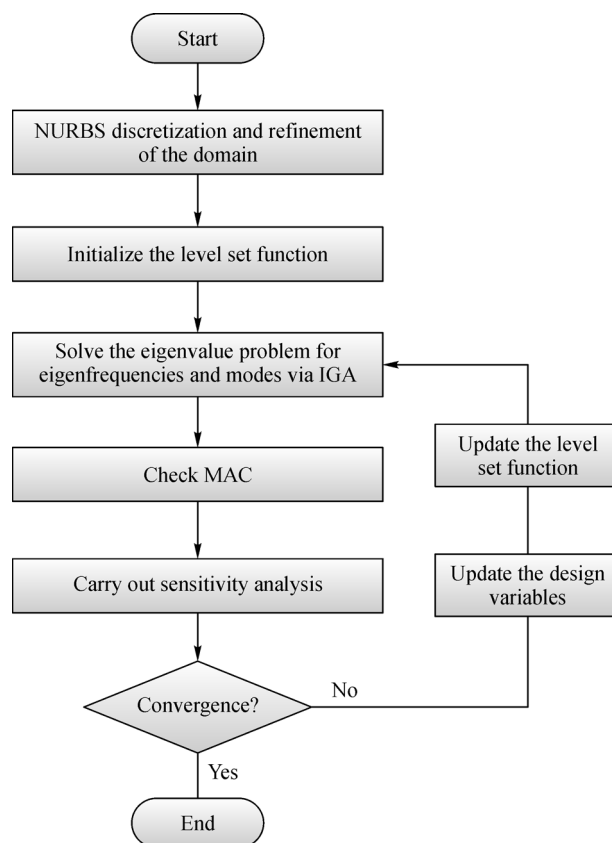 Start
NURBS discretization and refinement
of the domain
Initialize the level set function
Solve the eigenvalue problem for
eigenfrequencies and modes via IGA
Check MAC
Carry out sensitivity analysis
Convergence?
No
Yes
End
Update the design
variables
Update the level
set function